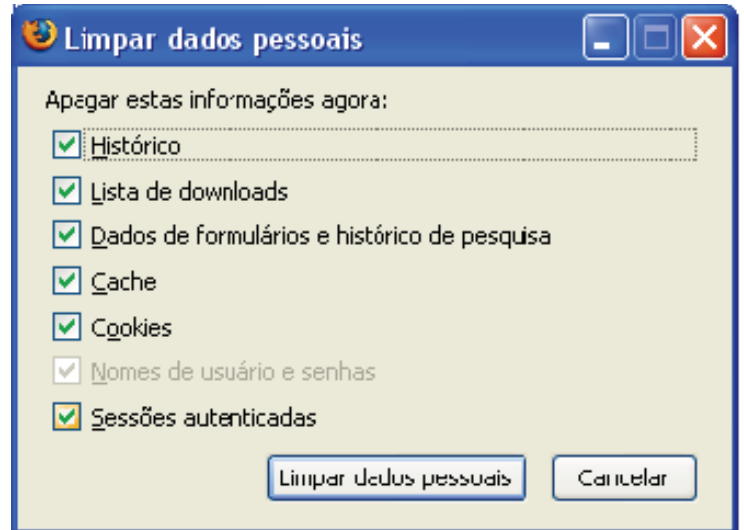 Limpar dados pessoais
Apagar estas informações agora:
Histórico
Lista de downloads
Dados de formulários e histórico de pesquisa
Cache
Cookies
Nomes de usuário e senhas
Sessões autenticadas
Limpar dados pessoais Cancelar